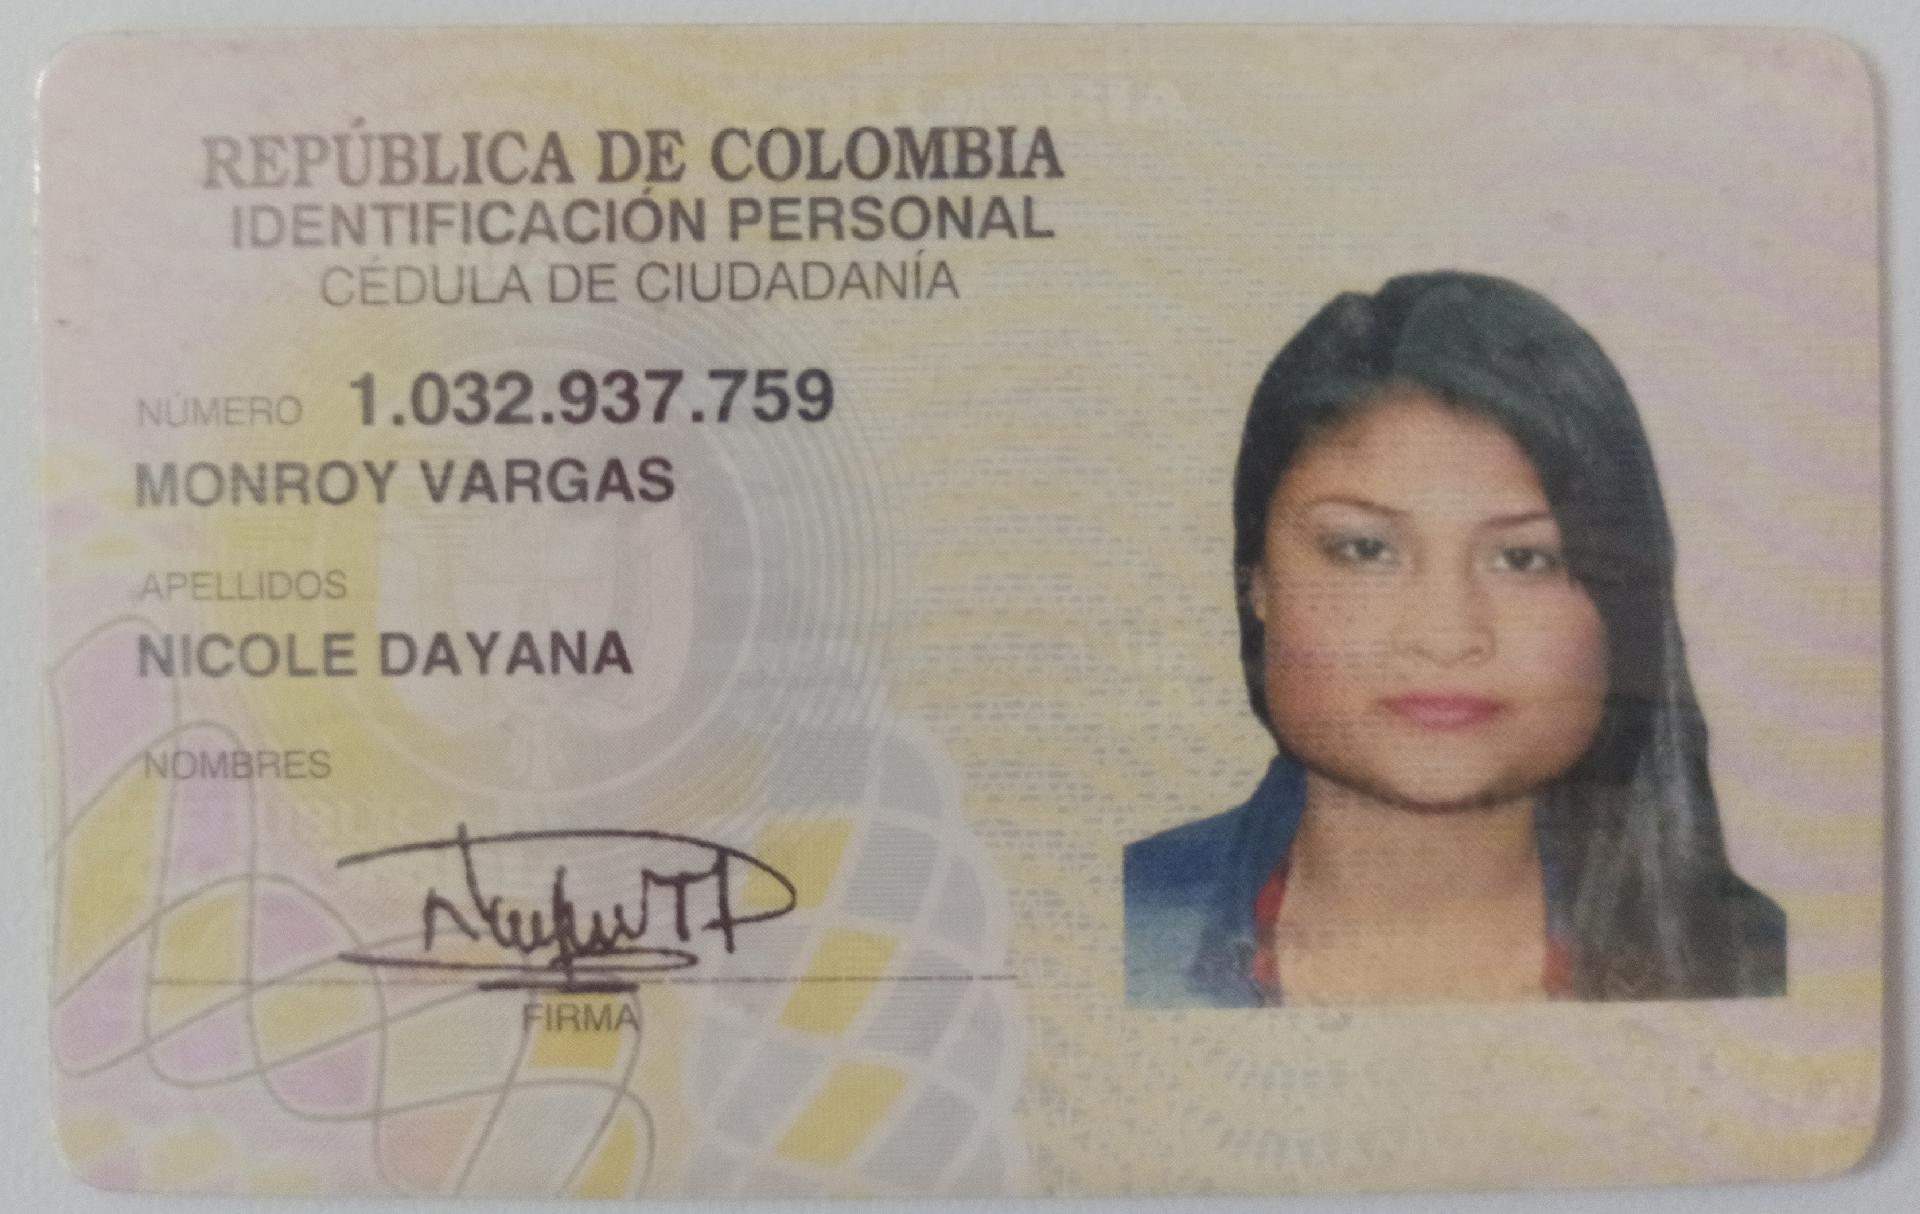 REPÚBLICA DE COLOMBIA
IDENTIFICACIÓN PERSONAL
CÉDULA DE CIUDADANÍA
NÚMERO 1.032.937.759
MONROY VARGAS
APELLIDOS
NICOLE DAYANA
NOMBRES
FIRMA